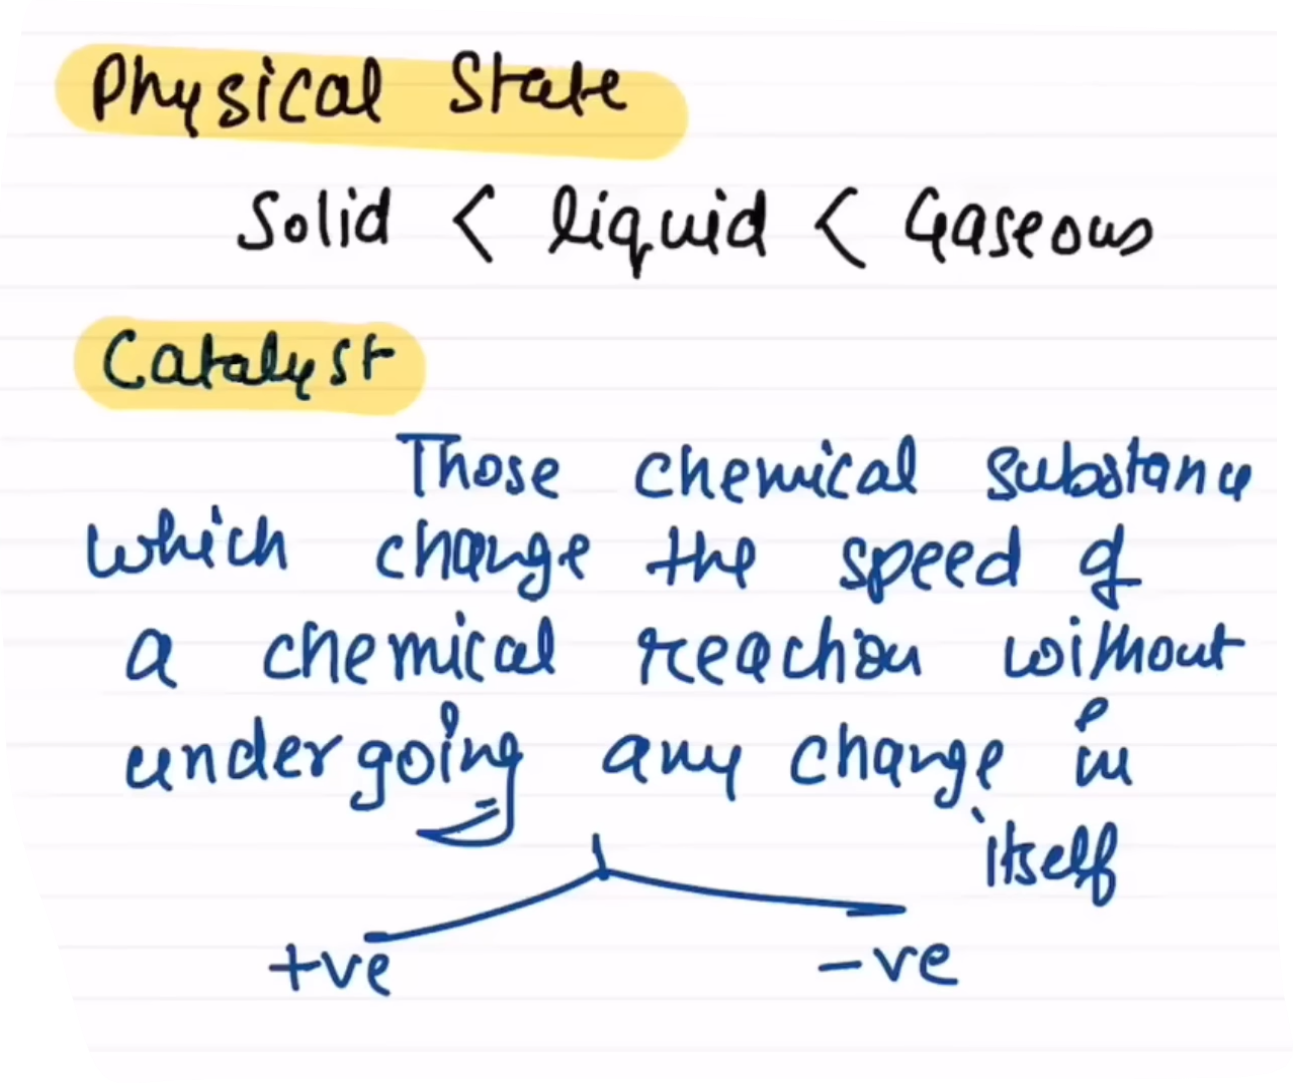 Physical State
Solid < liquid < Gaseous
Catalyst
Those chemical substance
which change the speed of
a chemical reaction without
undergoing any change in
itself
+ve -ve